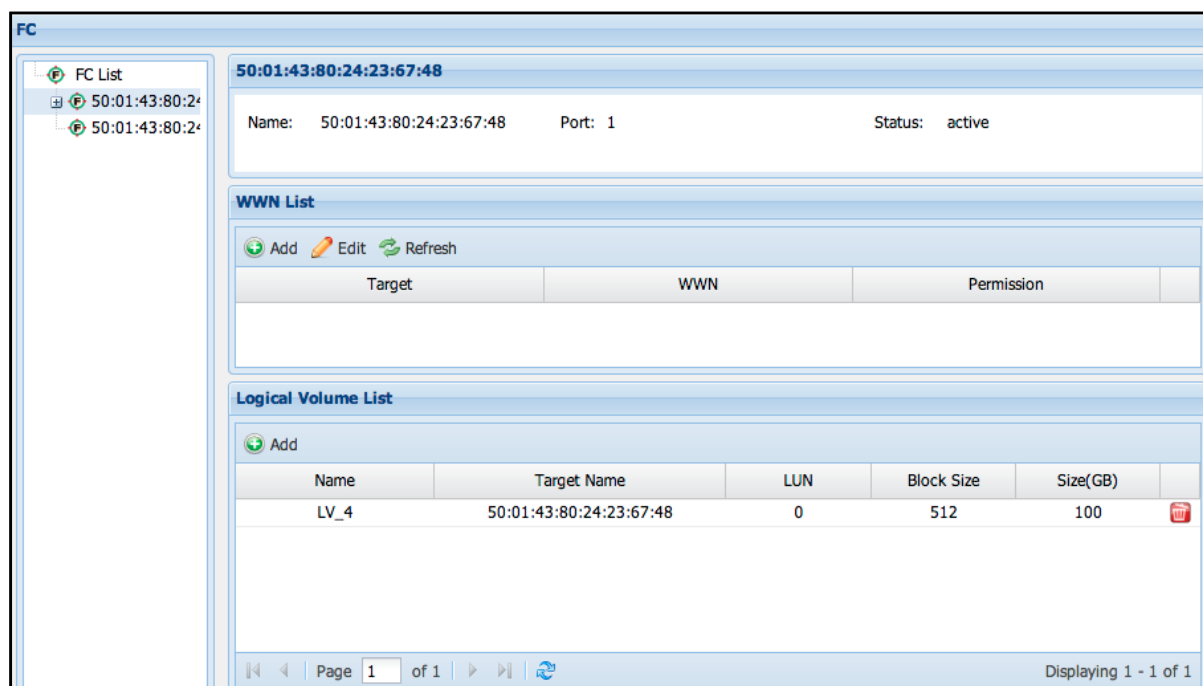 FC
FC List
50:01:43:80:24
50:01:43:80:24
50:01:43:80:24:23:67:48
Name: 50:01:43:80:24:23:67:48 Port: 1 Status: active
WWN List
Add Edit Refresh
Target WWN Permission
Logical Volume List
Add
Name Target Name LUN Block Size Size(GB)
LV_4 50:01:43:80:24:23:67:48 0 512 100
Page 1 of 1 Displaying 1 - 1 of 1